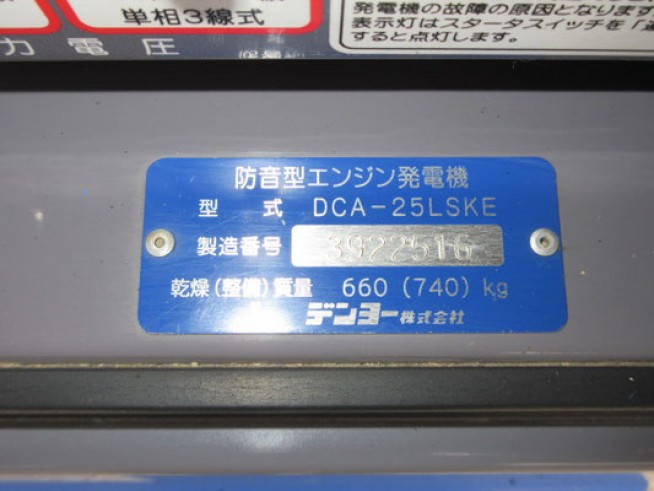 単相3線式
力電圧
発電機の故障の原因となります
表示灯はスタータスイッチを「運
すると点灯します。
防音型エンジン発電機
型 式 DCA-25LSKE
製造番号 3922516
乾燥(整備)質量 660 (740) kg
デンヨー株式会社